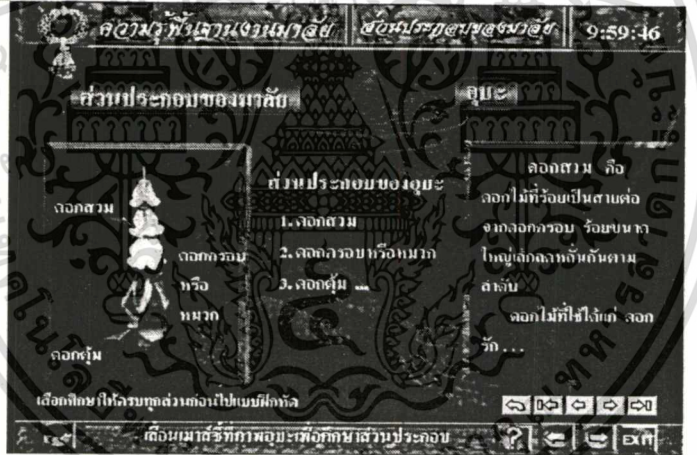 ความรู้พื้นฐานงานมาลัย
ส่วนประกอบของมาลัย
9:59:46
ส่วนประกอบของมาลัย
อุบะ
ดอกสวม
ดอกครอบ
หรือ
หมวก
ดอกตุ้ม
ส่วนประกอบของอุบะ
1.ดอกสวม
2.ดอกครอบหรือหมวก
3.ดอกตุ้ม ...
ดอกสวม คือ
ดอกไม้ที่ร้อยเป็นสายต่อ
จากดอกครอบ ร้อยขนาด
ใหญ่เล็กลดหลั่นกันตาม
ลำดับ
ดอกไม้ที่ใช้ได้แก่ ดอก
รัก...
เลือกศึกษาให้ครบทุกส่วนก่อนไปแบบฝึกหัด
เลื่อนเมาส์ชี้ที่ภาพอุบะเพื่อศึกษาส่วนประกอบ
?
EXIT